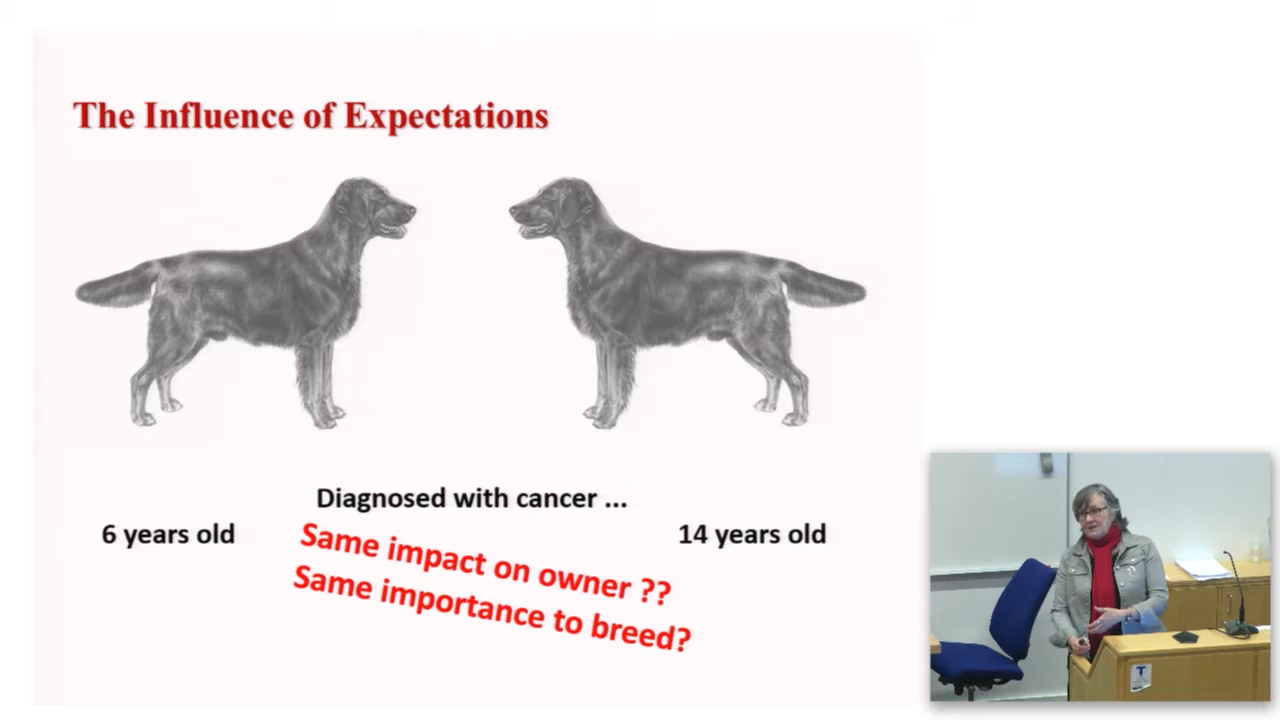 The Influence of Expectations
Diagnosed with cancer ...
6 years old
14 years old
Same impact on owner ??
Same importance to breed?